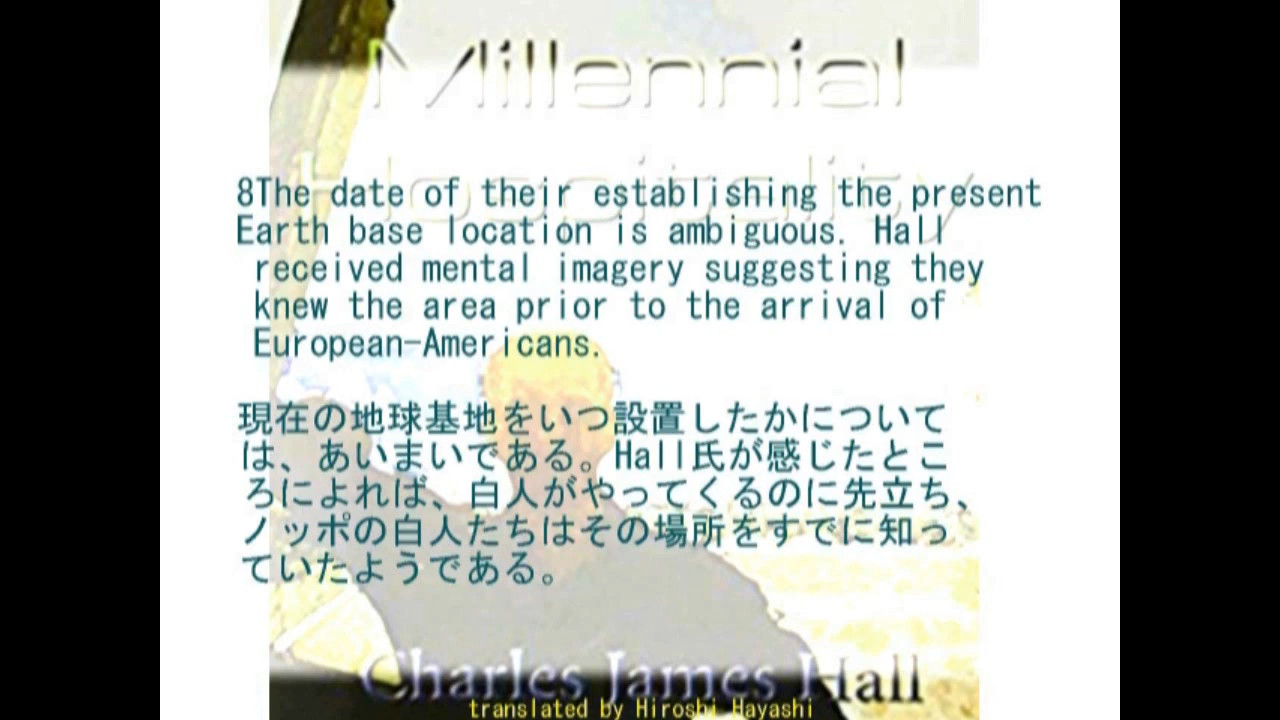 Millennial
Hospitality
8The date of their establishing the present
Earth base location is ambiguous. Hall
received mental imagery suggesting they
knew the area prior to the arrival of
European-Americans.
現在の地球基地をいつ設置したかについて
は、あいまいである。Hall氏が感じたとこ
ろによれば、白人がやってくるのに先立ち、
ノッポの白人たちはその場所をすでに知っ
ていたようである。
Charles James Hall
translated by Hiroshi Hayashi